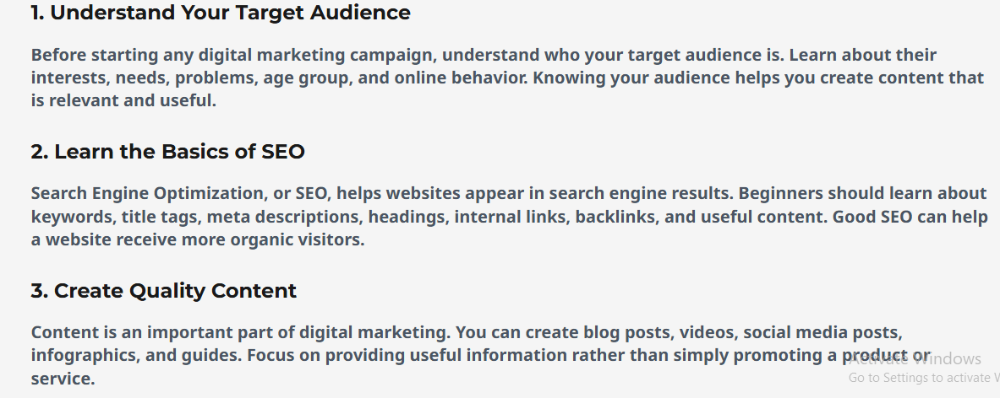 1. Understand Your Target Audience
Before starting any digital marketing campaign, understand who your target audience is. Learn about their
interests, needs, problems, age group, and online behavior. Knowing your audience helps you create content that
is relevant and useful.
2. Learn the Basics of SEO
Search Engine Optimization, or SEO, helps websites appear in search engine results. Beginners should learn about
keywords, title tags, meta descriptions, headings, internal links, backlinks, and useful content. Good SEO can help
a website receive more organic visitors.
3. Create Quality Content
Content is an important part of digital marketing. You can create blog posts, videos, social media posts,
infographics, and guides. Focus on providing useful information rather than simply promoting a product or
service.
Activate Windows
Go to Settings to activate W